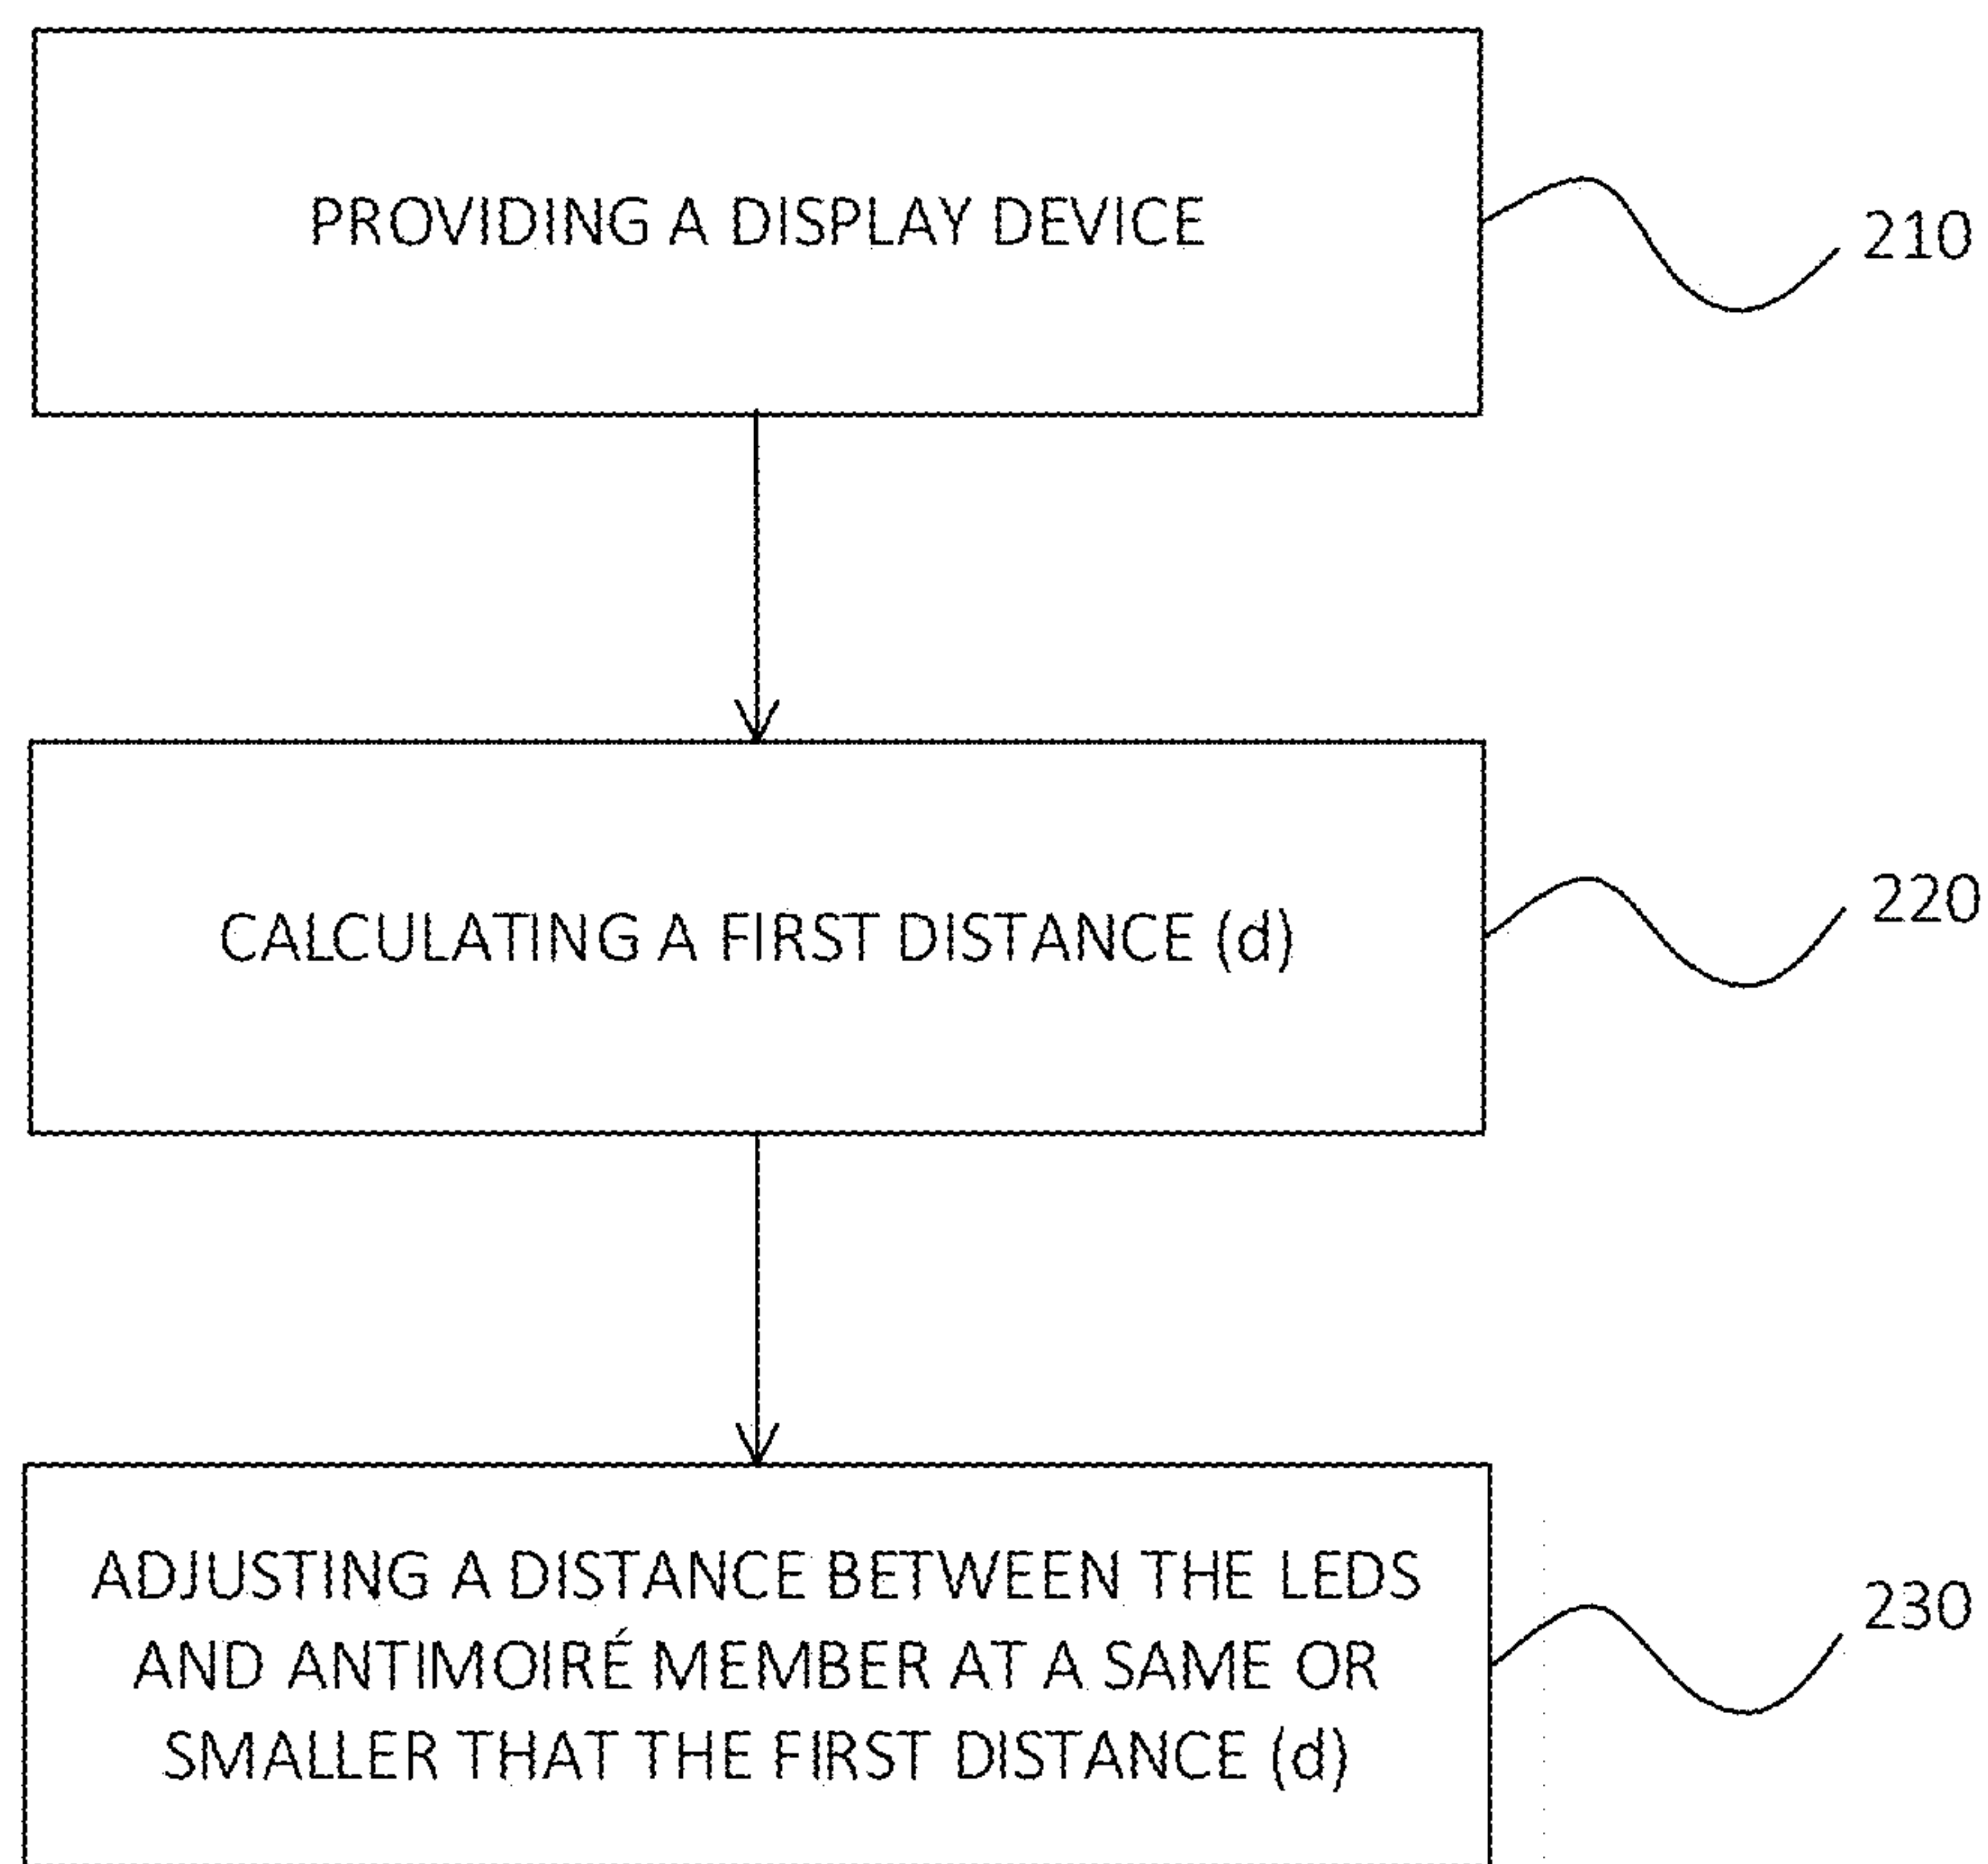 PROVIDING A DISPLAY DEVICE
210
CALCULATING A FIRST DISTANCE (d)
220
ADJUSTING A DISTANCE BETWEEN THE LEDS
AND ANTIMOIRÉ MEMBER AT A SAME OR
SMALLER THAT THE FIRST DISTANCE (d)
230